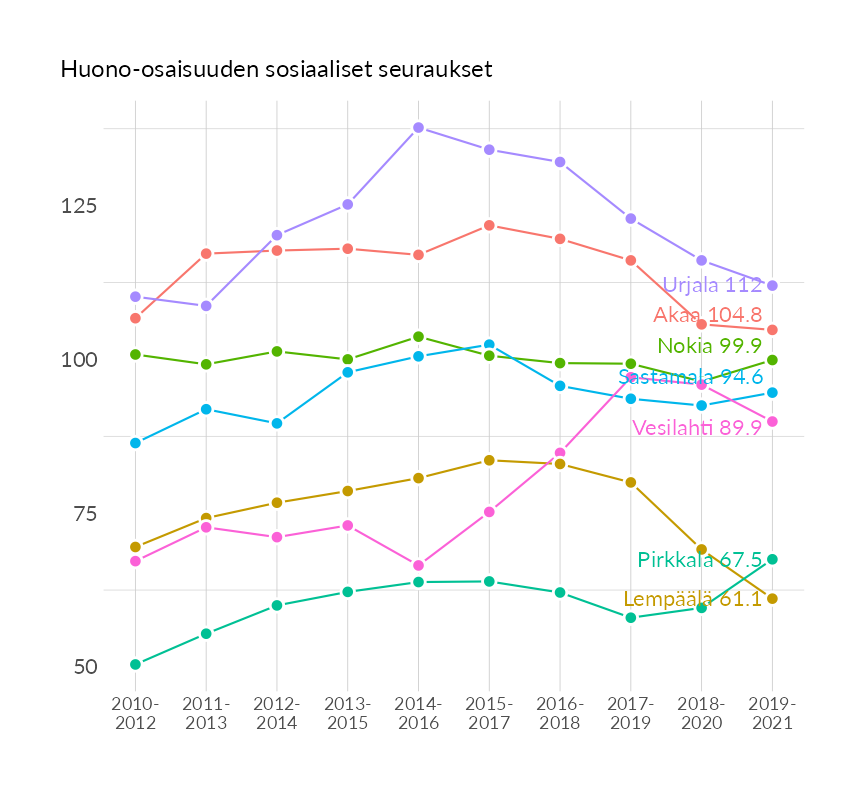 Huono-osaisuuden sosiaaliset seuraukset
125
100
75
50
Urjala 112
Akaa 104.8
Nokia 99.9
Sastamala 94.6
Vesilahti 89.9
Pirkkala 67.5
Lempäälä 61.1
2010- 2011- 2012- 2013- 2014- 2015- 2016- 2017- 2018- 2019-
2012 2013 2014 2015 2016 2017 2018 2019 2020 2021